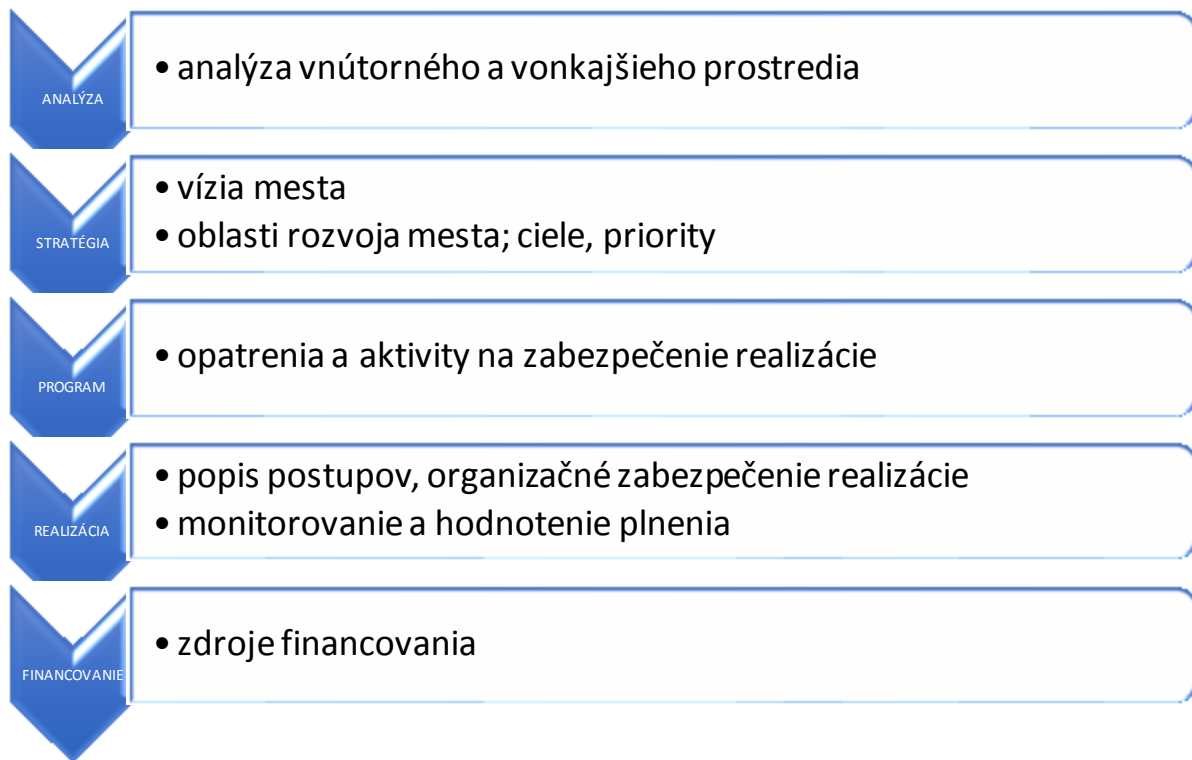 ANALÝZA
• analýza vnútorného a vonkajšieho prostredia
STRATÉGIA
• vízia mesta
• oblasti rozvoja mesta; ciele, priority
PROGRAM
• opatrenia a aktivity na zabezpečenie realizácie
REALIZÁCIA
• popis postupov, organizačné zabezpečenie realizácie
• monitorovanie a hodnotenie plnenia
FINANCOVANIE
• zdroje financovania